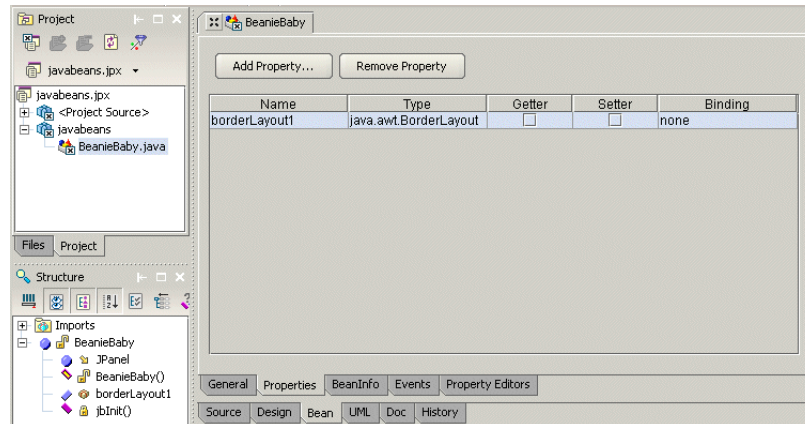 Project
javabeans.jpx
javabeans.jpx
<Project Source>
javabeans
BeanieBaby.java
Files Project
Structure
Imports
BeanieBaby
JPanel
BeanieBaby()
borderLayout1
jbInit()
BeanieBaby
Add Property... Remove Property
Name Type Getter Setter Binding
borderLayout1 java.awt.BorderLayout none
General Properties BeanInfo Events Property Editors
Source Design Bean UML Doc History